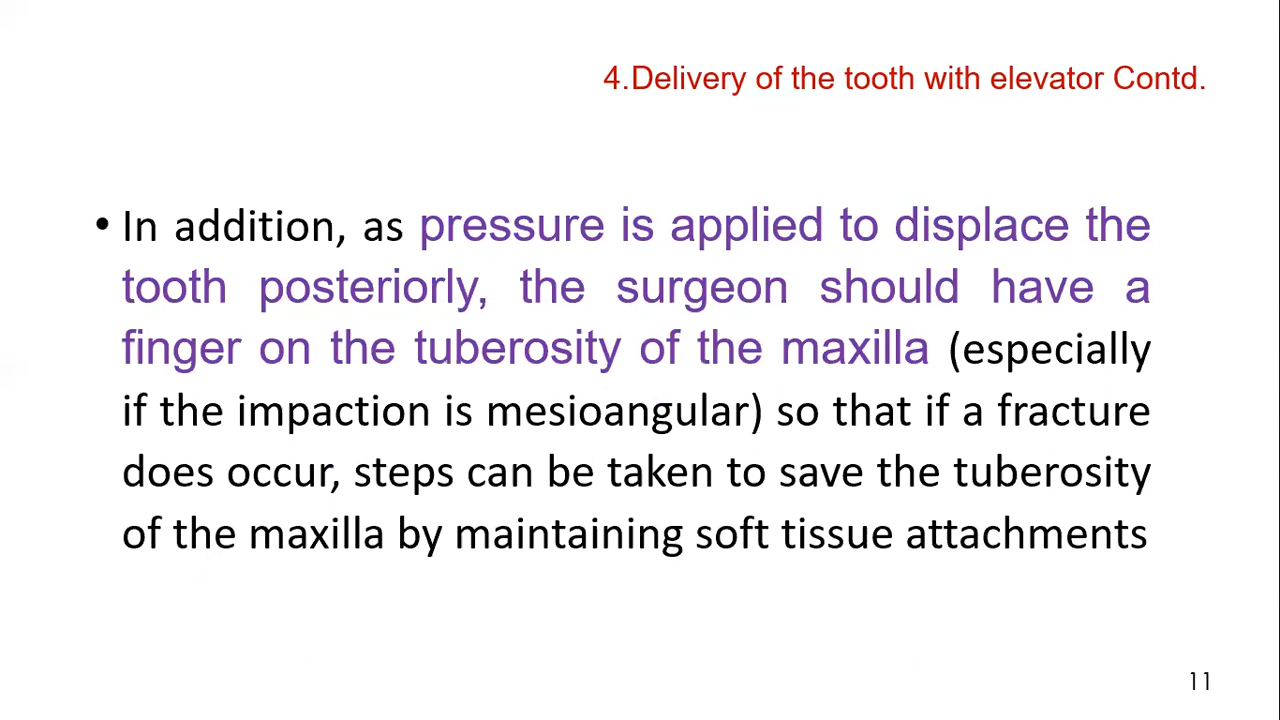 4.Delivery of the tooth with elevator Contd.
• In addition, as pressure is applied to displace the
tooth posteriorly, the surgeon should have a
finger on the tuberosity of the maxilla (especially
if the impaction is mesioangular) so that if a fracture
does occur, steps can be taken to save the tuberosity
of the maxilla by maintaining soft tissue attachments
11